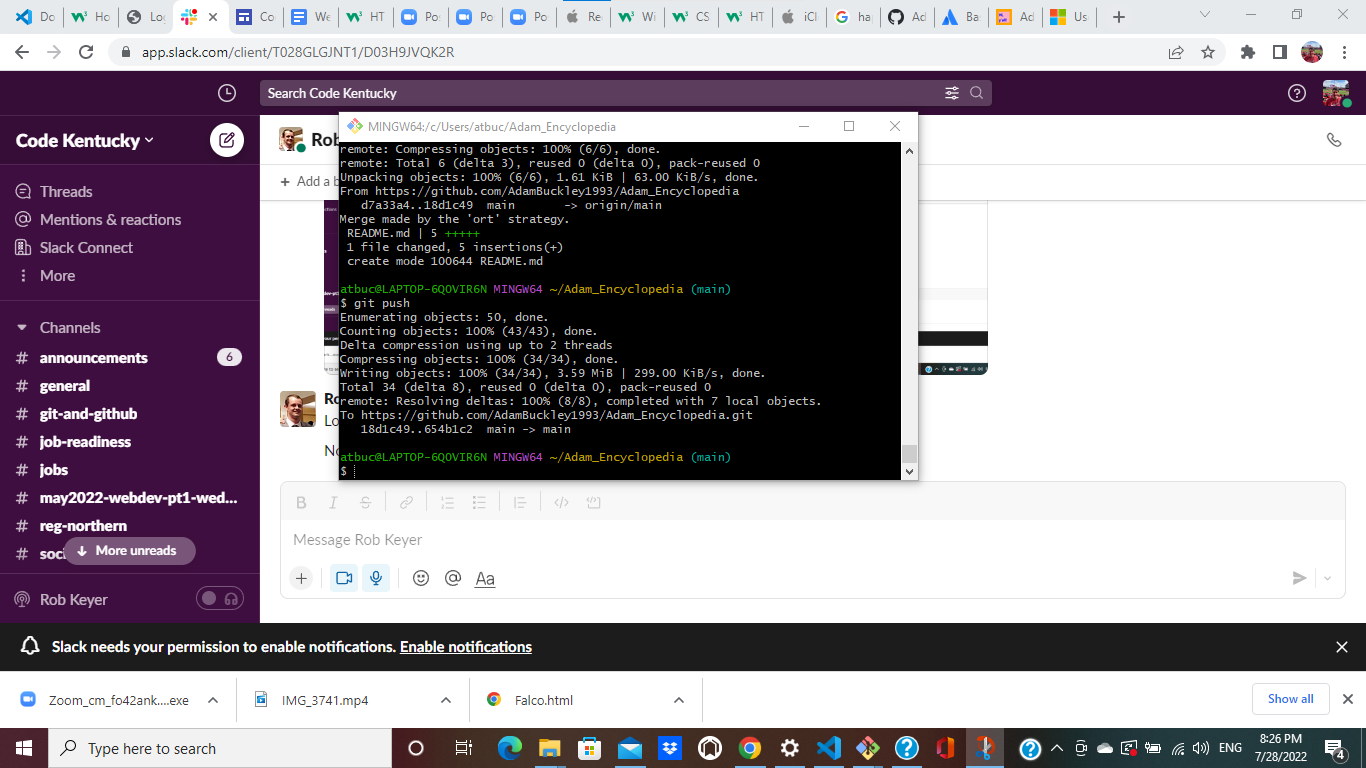 Do
Ho
Lo
Co
We
HT
Po
Po
Po
Re
Wi
CS
HT
iCl
ha
Ad
Ba
Ad
Us
app.slack.com/client/T028GLGJNT1/D03H9JVQK2R
Search Code Kentucky
Code Kentucky
Threads
Mentions & reactions
Slack Connect
More
Channels
# announcements 6
# general
# git-and-github
# job-readiness
# jobs
# may2022-webdev-pt1-wed...
# reg-northern
# soci
More unreads
Rob Keyer
Rob
+ Add a b
MINGW64:/c/Users/atbuc/Adam_Encyclopedia
remote: Compressing objects: 100% (6/6), done.
remote: Total 6 (delta 3), reused 0 (delta 0), pack-reused 0
Unpacking objects: 100% (6/6), 1.61 KiB | 63.00 KiB/s, done.
From https://github.com/AdamBuckley1993/Adam_Encyclopedia
d7a33a4..18d1c49  main       -> origin/main
Merge made by the 'ort' strategy.
README.md | 5 +++++
1 file changed, 5 insertions(+)
create mode 100644 README.md
atbuc@LAPTOP-6QOVIR6N MINGW64 ~/Adam_Encyclopedia (main)
$ git push
Enumerating objects: 50, done.
Counting objects: 100% (43/43), done.
Delta compression using up to 2 threads
Compressing objects: 100% (34/34), done.
Writing objects: 100% (34/34), 3.59 MiB | 299.00 KiB/s, done.
Total 34 (delta 8), reused 0 (delta 0), pack-reused 0
remote: Resolving deltas: 100% (8/8), completed with 7 local objects.
To https://github.com/AdamBuckley1993/Adam_Encyclopedia.git
18d1c49..654b1c2  main -> main
atbuc@LAPTOP-6QOVIR6N MINGW64 ~/Adam_Encyclopedia (main)
$
Ro
Lo
No
Message Rob Keyer
Aa
Slack needs your permission to enable notifications. Enable notifications
Zoom_cm_fo42ank....exe
IMG_3741.mp4
Falco.html
Show all
Type here to search
ENG
8:26 PM
7/28/2022
4